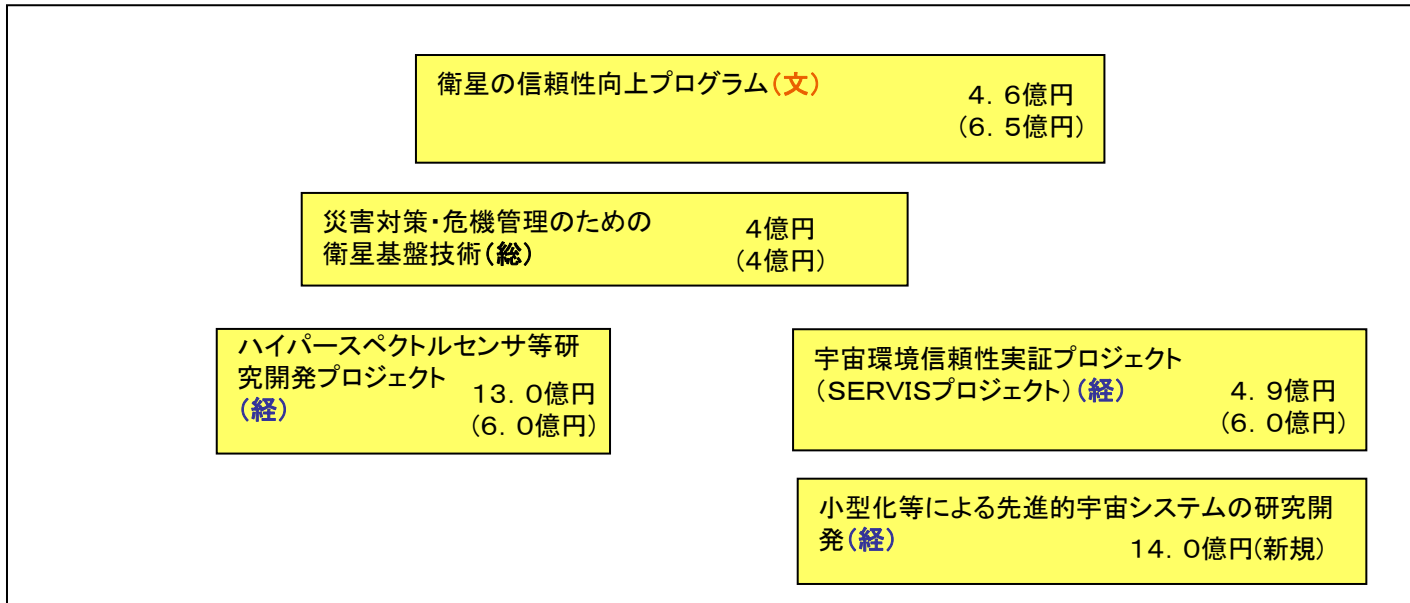 衛星の信頼性向上プログラム(文)
4.6億円
(6.5億円)
災害対策・危機管理のための
衛星基盤技術(総)
4億円
(4億円)
ハイパースペクトルセンサ等研
究開発プロジェクト
(経)
13.0億円
(6.0億円)
宇宙環境信頼性実証プロジェクト
(SERVISプロジェクト)(経)
4.9億円
(6.0億円)
小型化等による先進的宇宙システムの研究開
発(経)
14.0億円(新規)